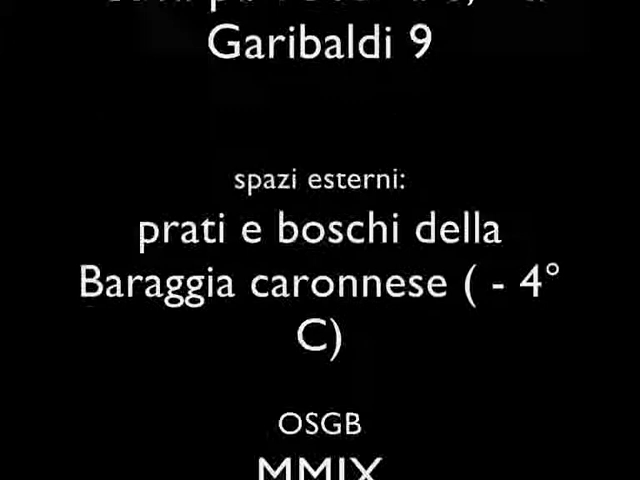 Garibaldi 9
spazi esterni:
prati e boschi della
Baraggia caronnese ( - 4°
C)
OSGB
MMIX